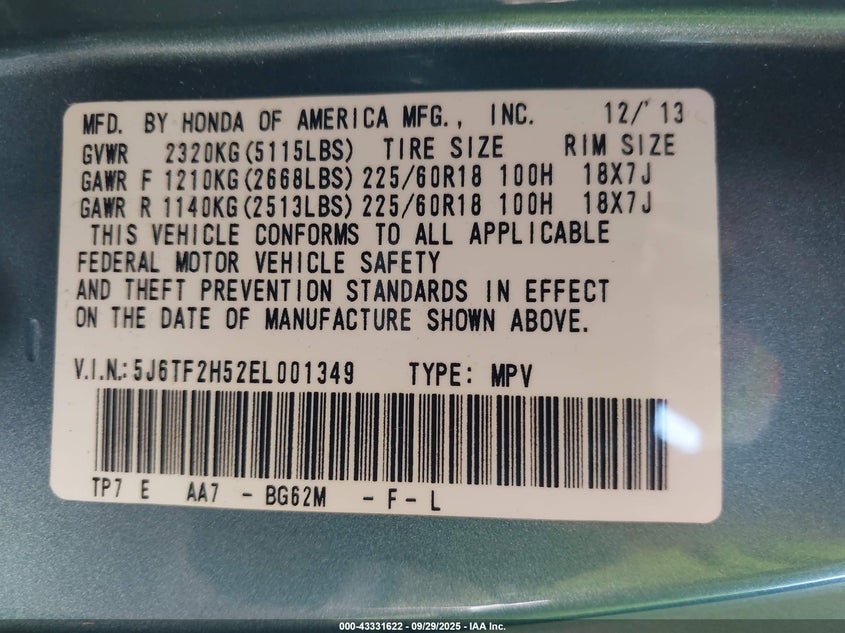 MFD. BY HONDA OF AMERICA MFG., INC. 12/'13
GVWR 2320KG(5115LBS) TIRE SIZE RIM SIZE
GAWR F 1210KG(2668LBS) 225/60R18 100H 18X7J
GAWR R 1140KG(2513LBS) 225/60R18 100H 18X7J
THIS VEHICLE CONFORMS TO ALL APPLICABLE
FEDERAL MOTOR VEHICLE SAFETY
AND THEFT PREVENTION STANDARDS IN EFFECT
ON THE DATE OF MANUFACTURE SHOWN ABOVE.
V.I.N.: 5J6TF2H52EL001349 TYPE: MPV
TP7 E AA7 - BG62M - F - L
000-43331622 - 09/29/2025 - IAA Inc.